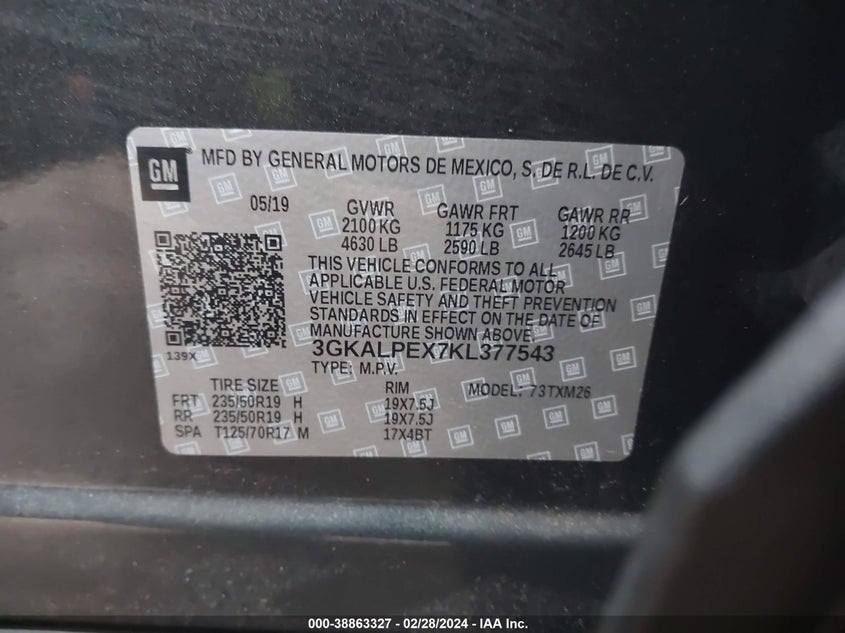 GM
MFD BY GENERAL MOTORS DE MEXICO, S. DE R.L. DE C.V.
05/19 GVWR GAWR FRT GAWR RR
2100 KG 1175 KG 1200 KG
4630 LB 2590 LB 2645 LB
THIS VEHICLE CONFORMS TO ALL
APPLICABLE U.S. FEDERAL MOTOR
VEHICLE SAFETY AND THEFT PREVENTION
STANDARDS IN EFFECT ON THE DATE OF
MANUFACTURE SHOWN ABOVE.
139X 3GKALPEX7KL377543
TYPE: M.P.V.
TIRE SIZE RIM MODEL: 73TXM26
FRT 235/50R19 H 19X7.5J
RR 235/50R19 H 19X7.5J
SPA T125/70R17 M 17X4BT
000-38863327 / 02/28/2024 - IAA Inc.